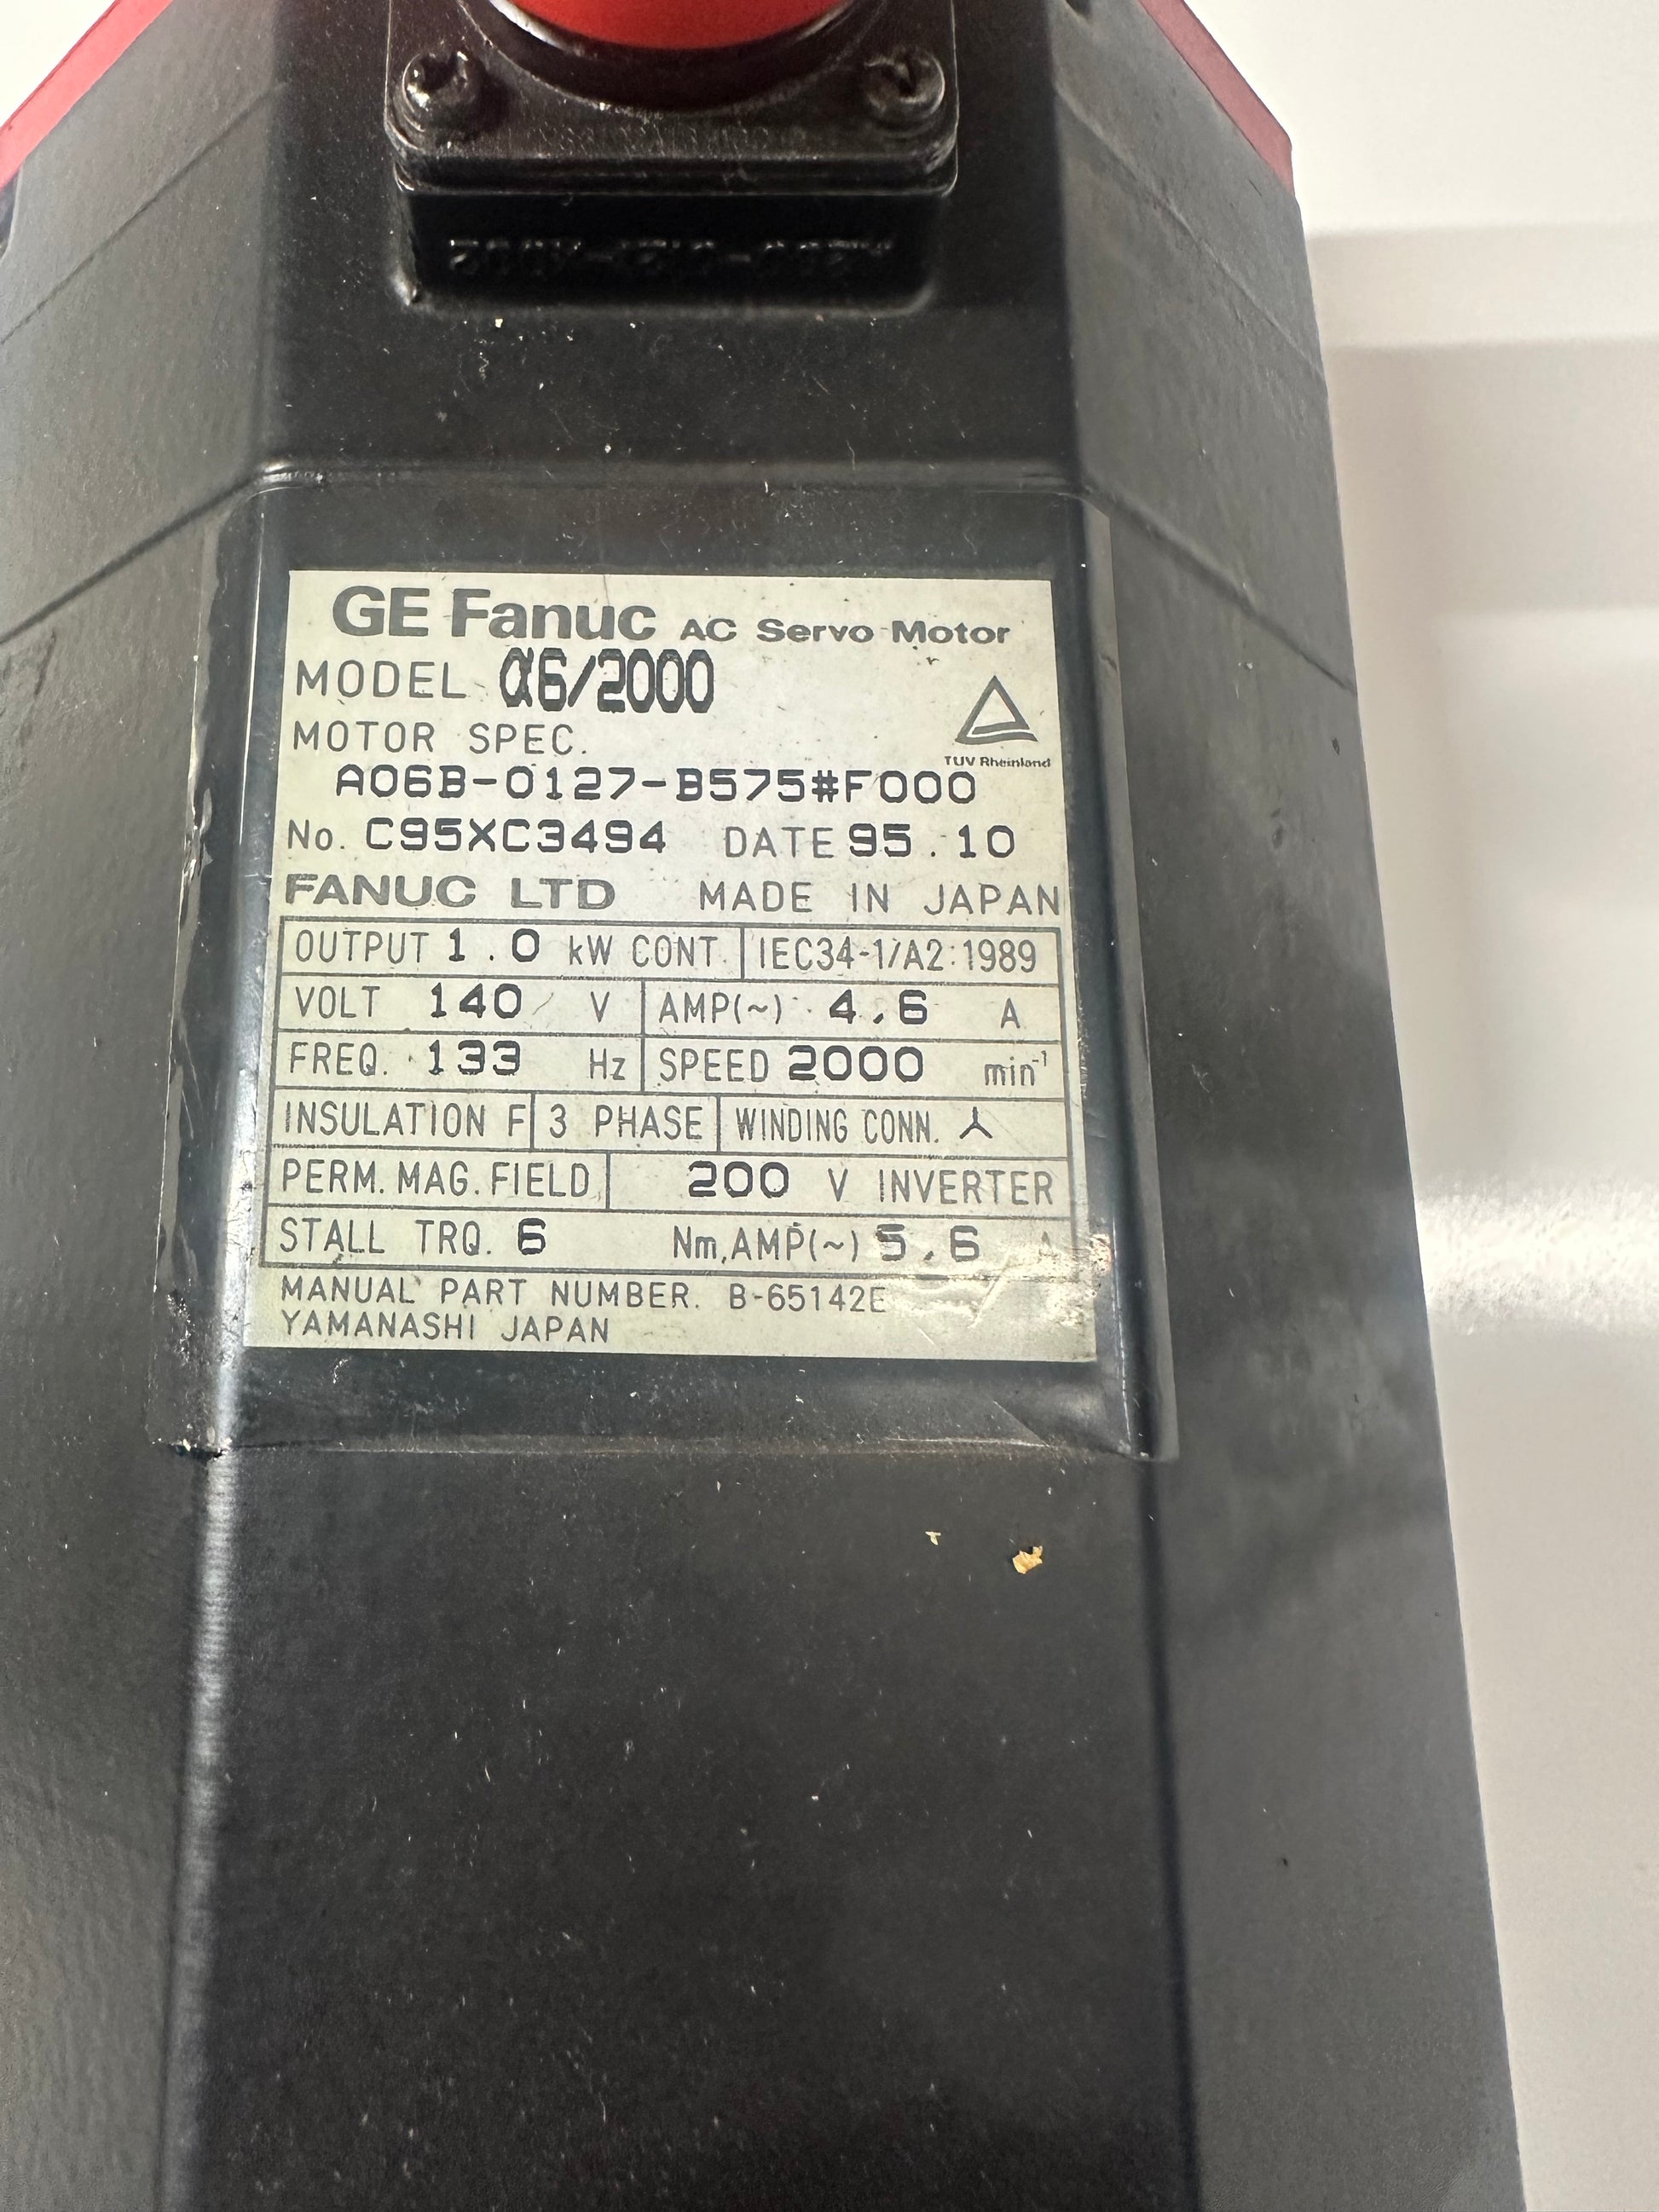 GE Fanuc AC Servo Motor
MODEL α6/2000
MOTOR SPEC.
TUV Rheinland
A06B-0127-B575#F000
No. C95XC3494 DATE 95.10
FANUC LTD MADE IN JAPAN
OUTPUT 1.0 kW CONT. IEC34-1/A2:1989
VOLT 140 V AMP(~) 4.6 A
FREQ. 133 Hz SPEED 2000 min⁻¹
INSULATION F 3 PHASE WINDING CONN. 人
PERM. MAG. FIELD 200 V INVERTER
STALL TRQ. 6 Nm, AMP(~) 5.6 A
MANUAL PART NUMBER. B-65142E
YAMANASHI JAPAN